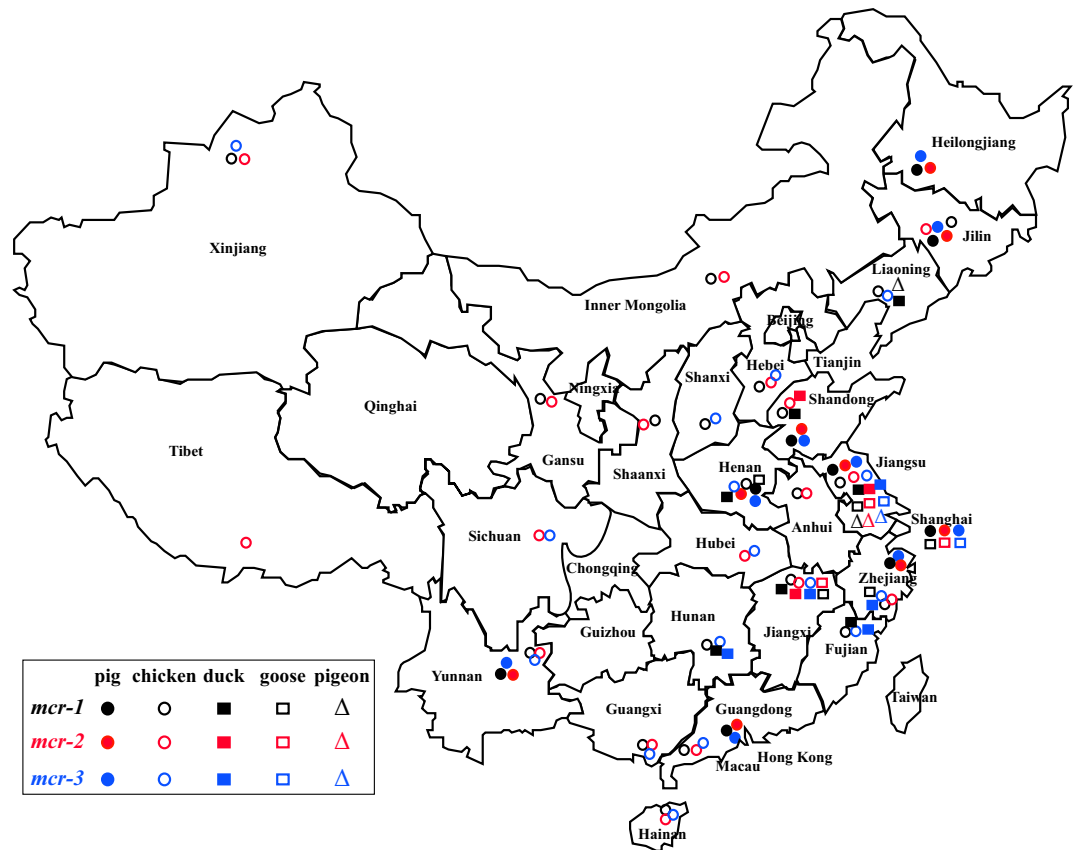 Heilongjiang
Jilin
Xinjiang
Liaoning
Inner Mongolia
Beijing
Tianjin
Hebei
Shanxi
Ningxia
Shandong
Qinghai
Tibet
Gansu
Shaanxi
Henan
Jiangsu
Anhui
Shanghai
Sichuan
Hubei
Chongqing
Zhejiang
Hunan
Guizhou
Jiangxi
Fujian
Yunnan
Taiwan
Guangxi
Guangdong
Hong Kong
Macau
Hainan
pig chicken duck goose pigeon
mcr-1
mcr-2
mcr-3